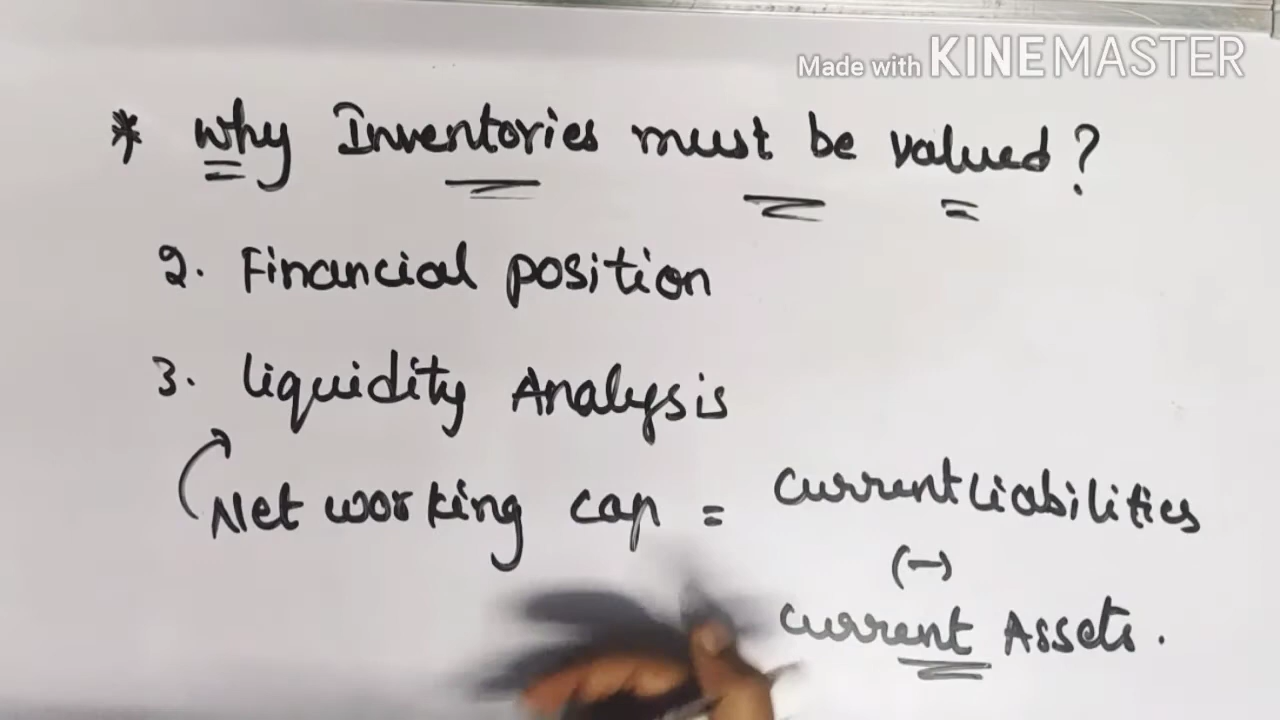 Made with KINEMASTER
* Why Inventories must be valued?
2. Financial position
3. Liquidity Analysis
Net working cap = current liabilities
(-)
current Assets.